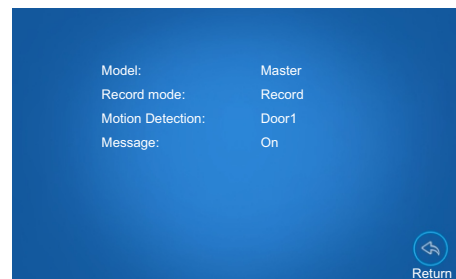 Model: Master
Record mode: Record
Motion Detection: Door1
Message: On
Return